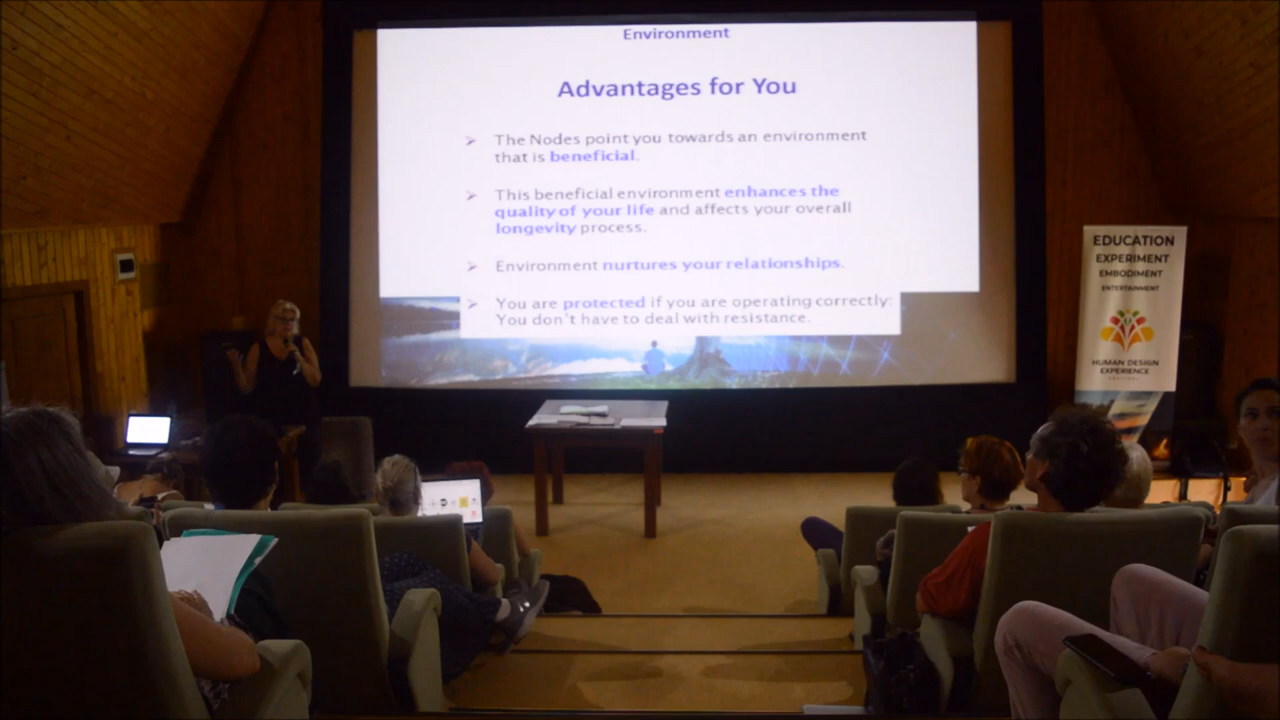 Environment
Advantages for You
The Nodes point you towards an environment
that is beneficial.
This beneficial environment enhances the
quality of your life and affects your overall
longevity process.
Environment nurtures your relationships.
You are protected if you are operating correctly:
You don't have to deal with resistance.
EDUCATION
EXPERIMENT
EMBODIMENT
ENTERTAINMENT
HUMAN DESIGN
EXPERIENCE